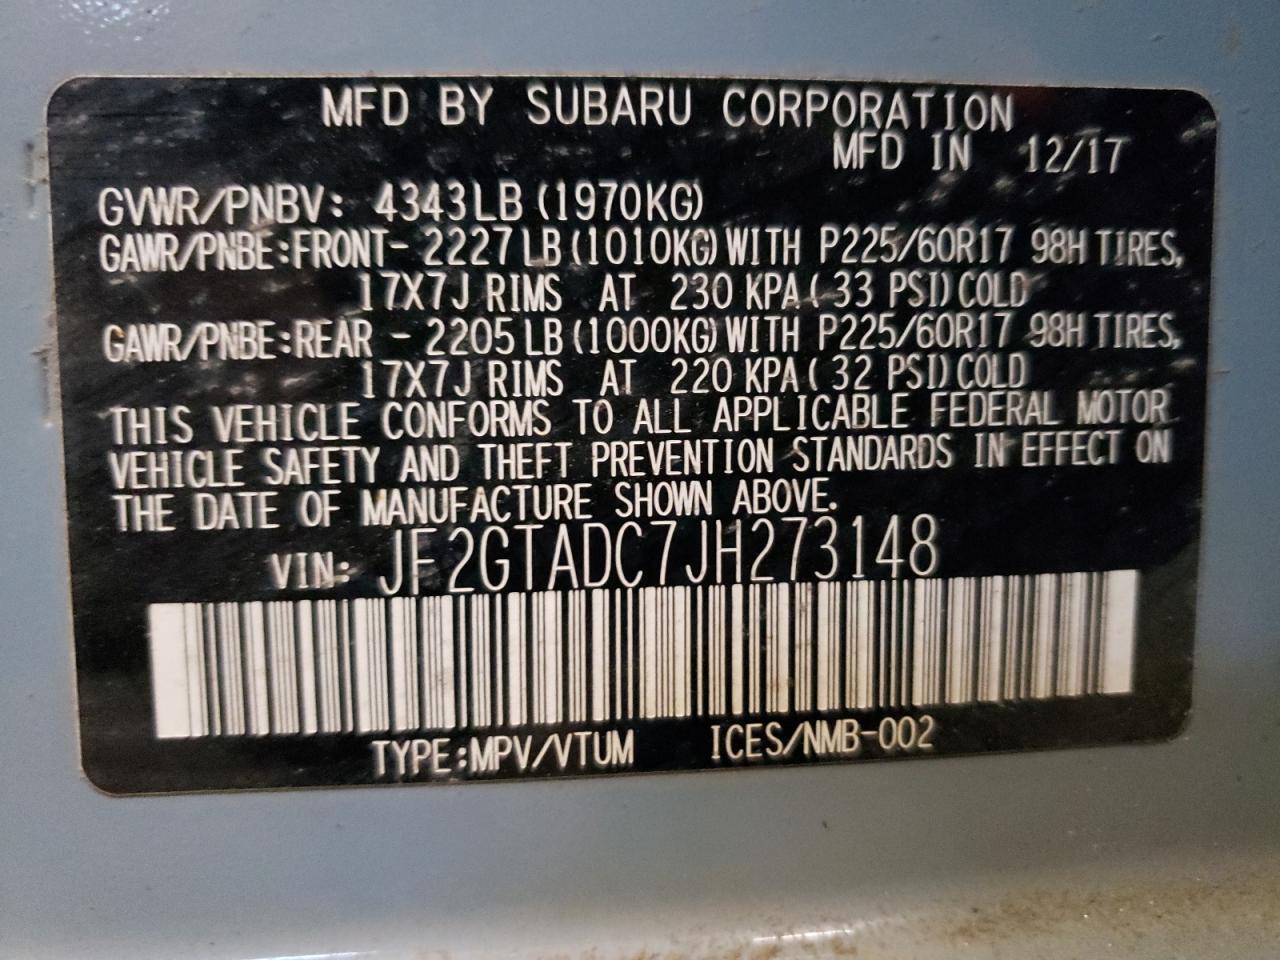 MFD BY SUBARU CORPORATION
MFD IN 12/17
GVWR/PNBV: 4343LB (1970KG)
GAWR/PNBE:FRONT- 2227LB (1010KG) WITH P225/60R17 98H TIRES,
17X7J RIMS AT 230 KPA( 33 PSI) COLD
GAWR/PNBE:REAR - 2205LB (1000KG) WITH P225/60R17 98H TIRES,
17X7J RIMS AT 220 KPA( 32 PSI) COLD
THIS VEHICLE CONFORMS TO ALL APPLICABLE FEDERAL MOTOR
VEHICLE SAFETY AND THEFT PREVENTION STANDARDS IN EFFECT ON
THE DATE OF MANUFACTURE SHOWN ABOVE.
VIN: JF2GTADC7JH273148
TYPE:MPV/VTUM ICES/NMB-002